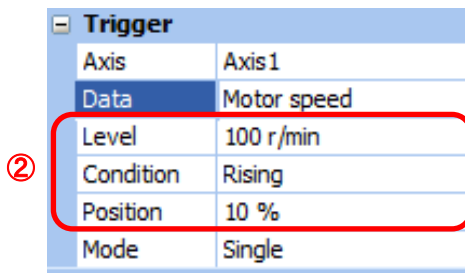 Trigger
Axis Axis1
Data Motor speed
② Level 100 r/min
Condition Rising
Position 10 %
Mode Single